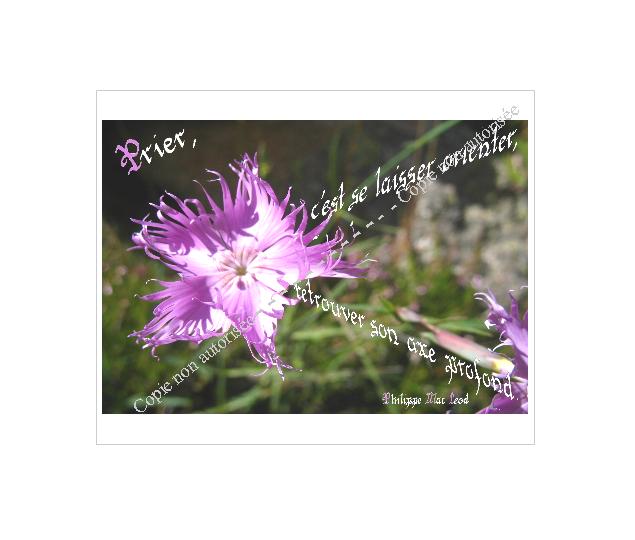 Prier,
c'est se laisser orienter,
retrouver son axe profond
Philippe Mac Leod
Copie non autorisée
Copie non autorisée